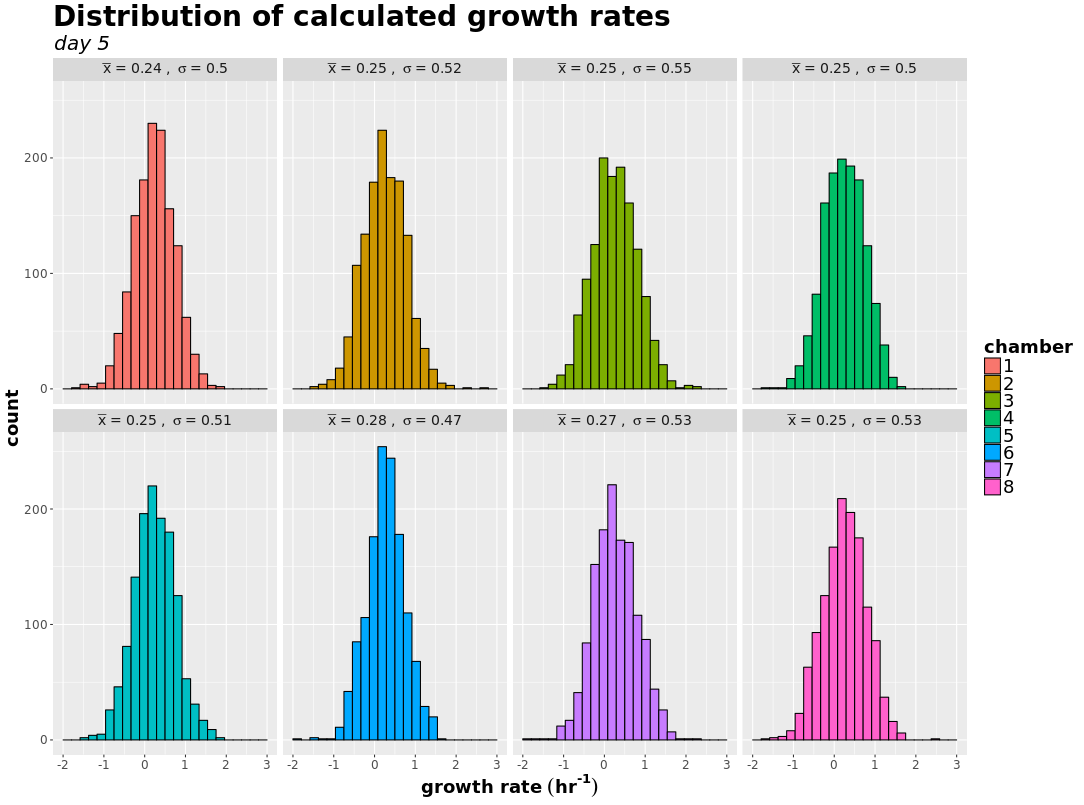 Distribution of calculated growth rates
day 5
x̅ = 0.24 , σ = 0.5
x̅ = 0.25 , σ = 0.52
x̅ = 0.25 , σ = 0.55
x̅ = 0.25 , σ = 0.5
200
100
0
x̅ = 0.25 , σ = 0.51
x̅ = 0.28 , σ = 0.47
x̅ = 0.27 , σ = 0.53
x̅ = 0.25 , σ = 0.53
200
100
0
-2 -1 0 1 2 3
-2 -1 0 1 2 3
-2 -1 0 1 2 3
-2 -1 0 1 2 3
count
growth rate (hr⁻¹)
chamber
1
2
3
4
5
6
7
8